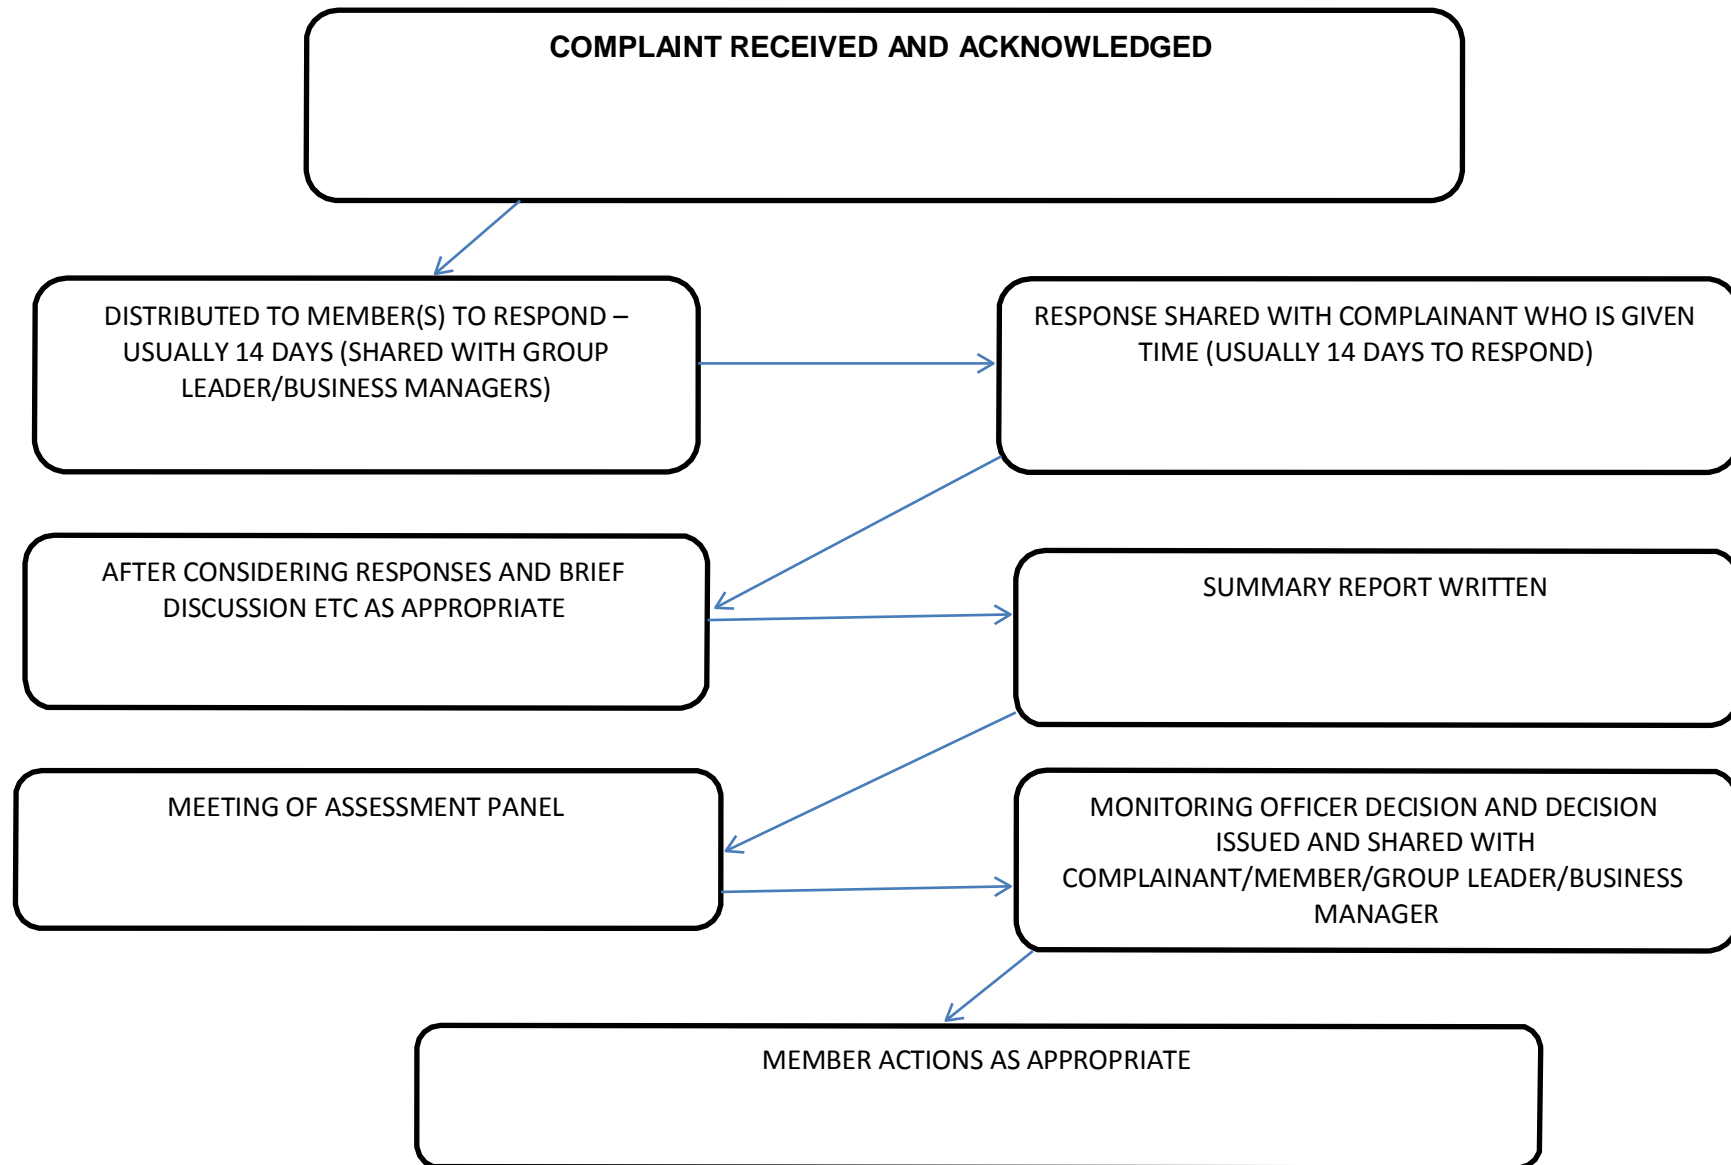 COMPLAINT RECEIVED AND ACKNOWLEDGED
DISTRIBUTED TO MEMBER(S) TO RESPOND –
USUALLY 14 DAYS (SHARED WITH GROUP
LEADER/BUSINESS MANAGERS)
RESPONSE SHARED WITH COMPLAINANT WHO IS GIVEN
TIME (USUALLY 14 DAYS TO RESPOND)
AFTER CONSIDERING RESPONSES AND BRIEF
DISCUSSION ETC AS APPROPRIATE
SUMMARY REPORT WRITTEN
MEETING OF ASSESSMENT PANEL
MONITORING OFFICER DECISION AND DECISION
ISSUED AND SHARED WITH
COMPLAINANT/MEMBER/GROUP LEADER/BUSINESS
MANAGER
MEMBER ACTIONS AS APPROPRIATE